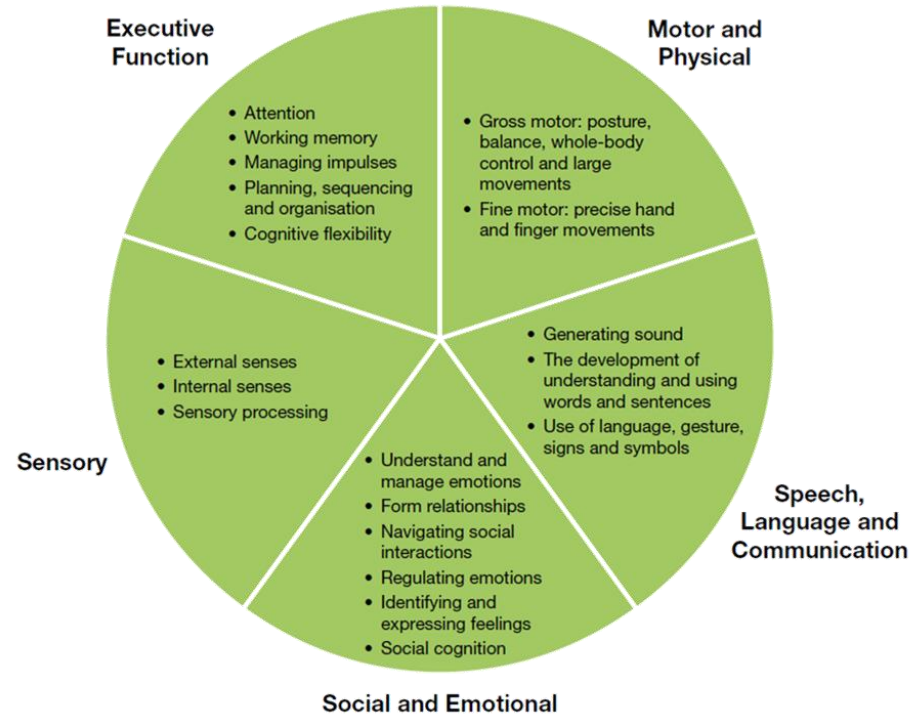 Executive
Function
• Attention
• Working memory
• Managing impulses
• Planning, sequencing
and organisation
• Cognitive flexibility
Motor and
Physical
• Gross motor: posture,
balance, whole-body
control and large
movements
• Fine motor: precise hand
and finger movements
• Generating sound
• The development of
understanding and using
words and sentences
• Use of language, gesture,
signs and symbols
Speech,
Language and
Communication
• Understand and
manage emotions
• Form relationships
• Navigating social
interactions
• Regulating emotions
• Identifying and
expressing feelings
• Social cognition
Social and Emotional
• External senses
• Internal senses
• Sensory processing
Sensory